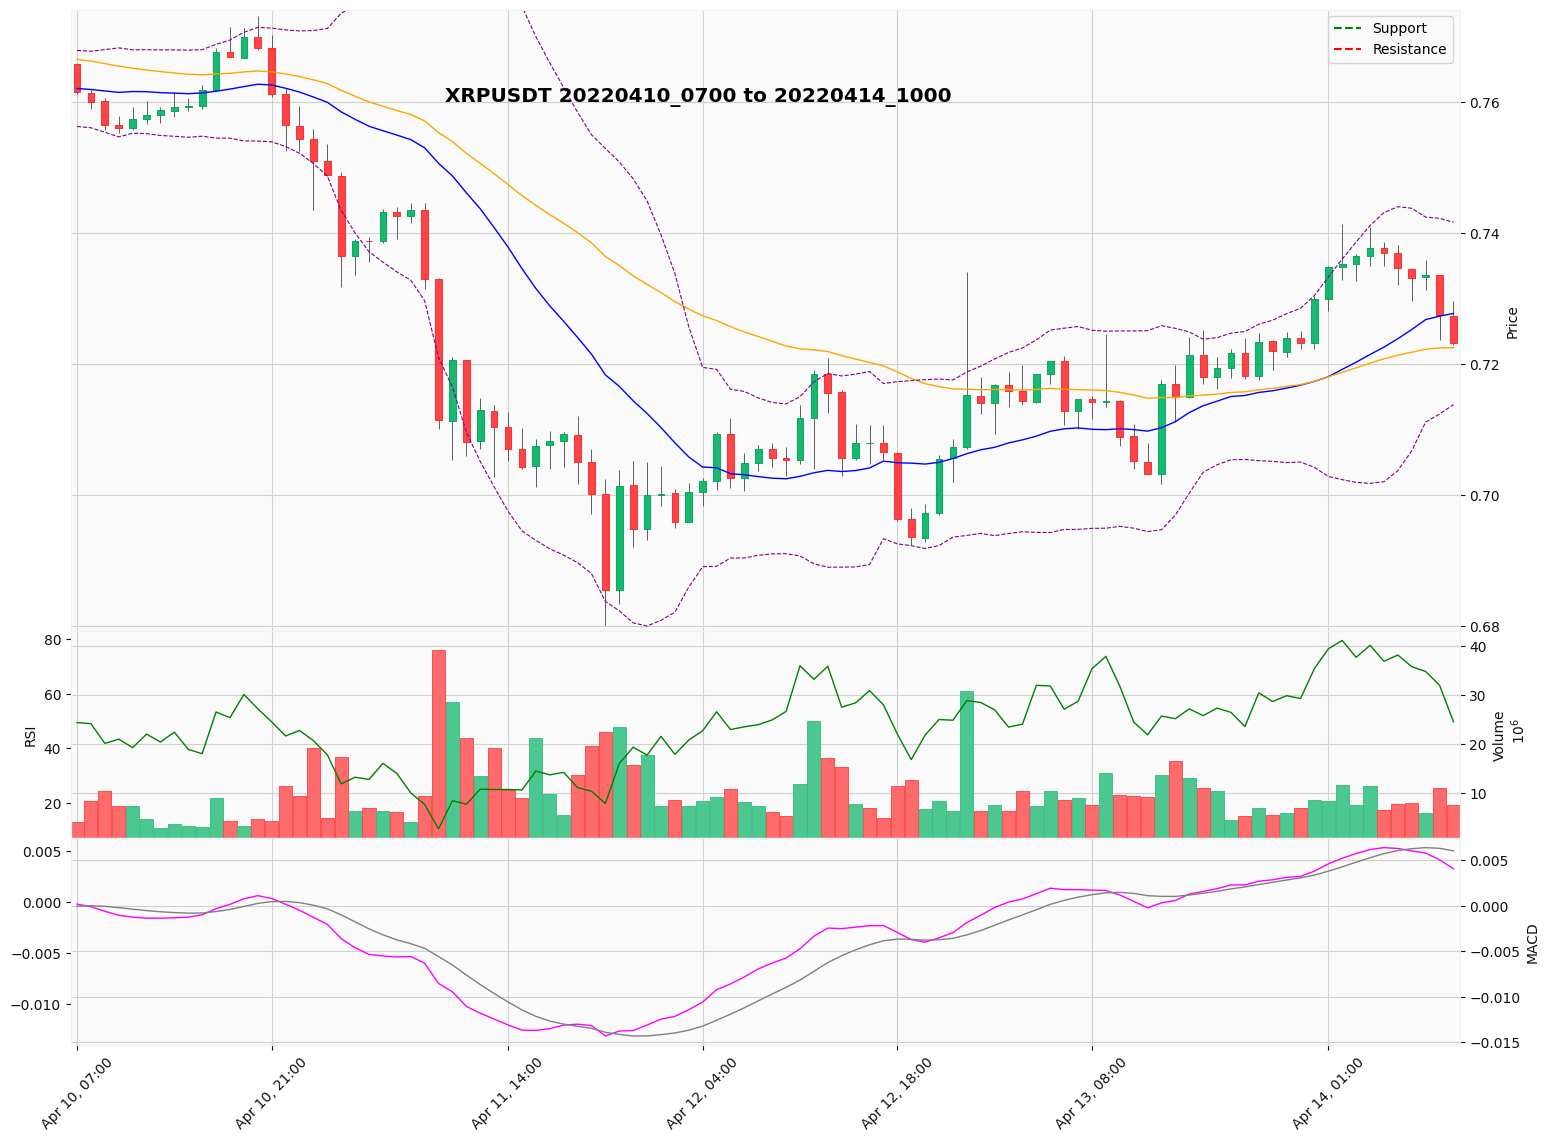 XRPUSDT 20220410_0700 to 20220414_1000
Support
Resistance
0.76
0.74
0.72
0.70
0.68
Price
80
60
40
20
RSI
40
30
20
10
Volume
10^6
0.005
0.000
−0.005
−0.010
0.005
0.000
−0.005
−0.010
−0.015
MACD
Apr 10, 07:00
Apr 10, 21:00
Apr 11, 14:00
Apr 12, 04:00
Apr 12, 18:00
Apr 13, 08:00
Apr 14, 01:00